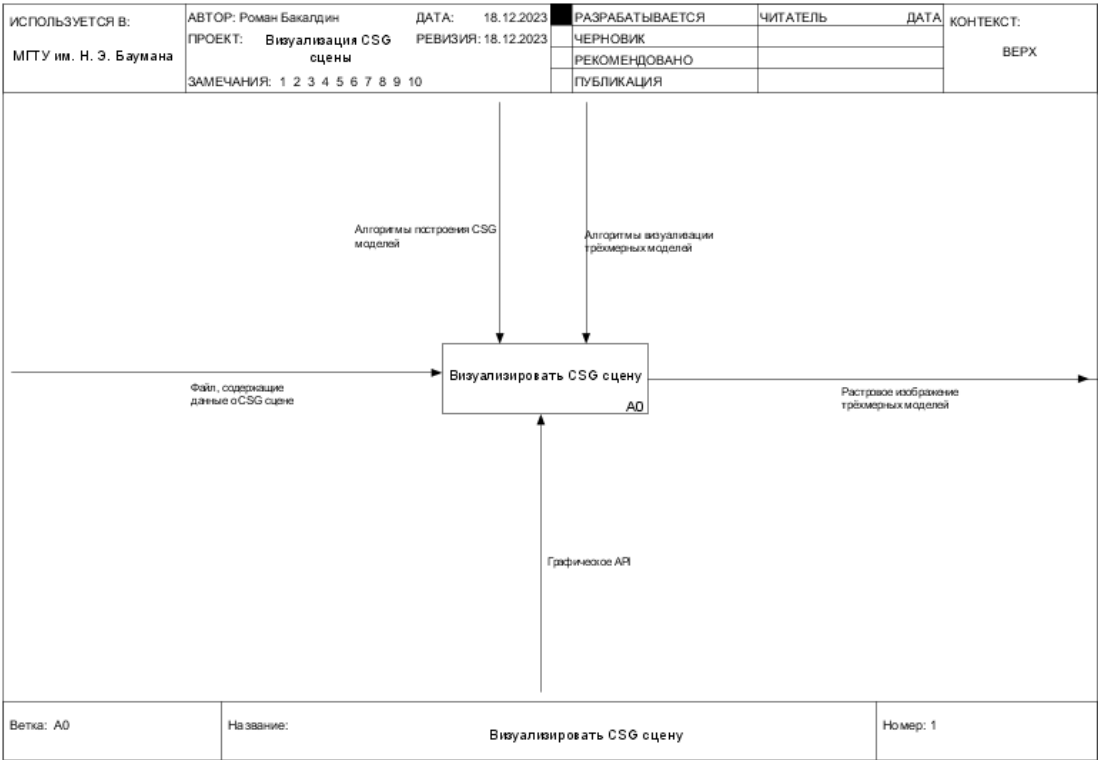 ИСПОЛЬЗУЕТСЯ В:
МГТУ им. Н. Э. Баумана
АВТОР: Роман Бакалдин
ДАТА: 18.12.2023
ПРОЕКТ: Визуализация CSG
сцены
РЕВИЗИЯ: 18.12.2023
ЗАМЕЧАНИЯ: 1 2 3 4 5 6 7 8 9 10
РАЗРАБАТЫВАЕТСЯ
ЧЕРНОВИК
РЕКОМЕНДОВАНО
ПУБЛИКАЦИЯ
ЧИТАТЕЛЬ ДАТА
КОНТЕКСТ:
ВЕРХ
Алгоритмы построения CSG
моделей
Алгоритмы визуализации
трёхмерных моделей
Визуализировать CSG сцену
A0
Файл, содержащие
данные о CSG сцене
Растровое изображение
трёхмерных моделей
Графическое API
Ветка: A0
Название:
Визуализировать CSG сцену
Номер: 1